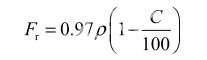 F_r = 0.97ρ(1 − C/100)